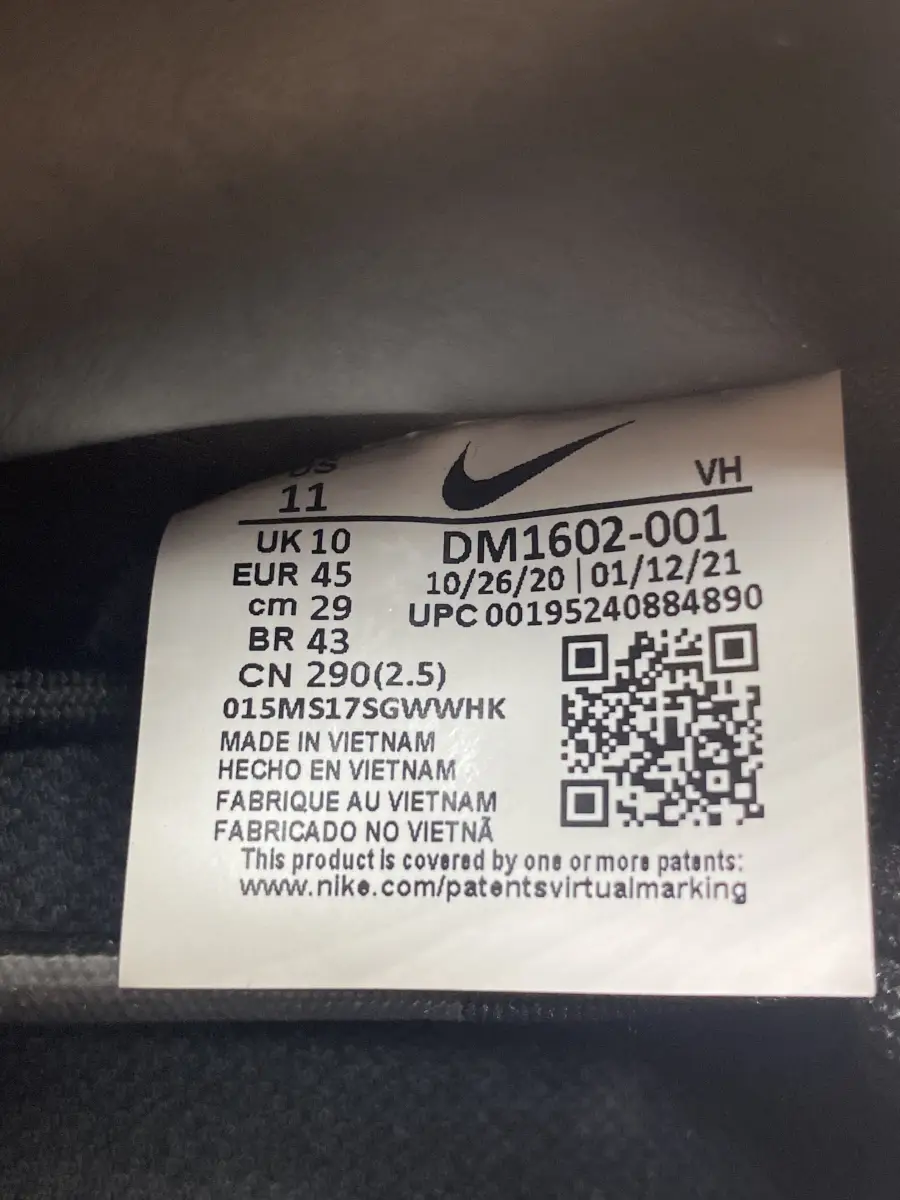 US
11
VH
UK 10
EUR 45
cm 29
BR 43
CN 290(2.5)
DM1602-001
10/26/20 | 01/12/21
UPC 00195240884890
015MS17SGWWHK
MADE IN VIETNAM
HECHO EN VIETNAM
FABRIQUE AU VIETNAM
FABRICADO NO VIETNÃ
This product is covered by one or more patents:
www.nike.com/patentsvirtualmarking